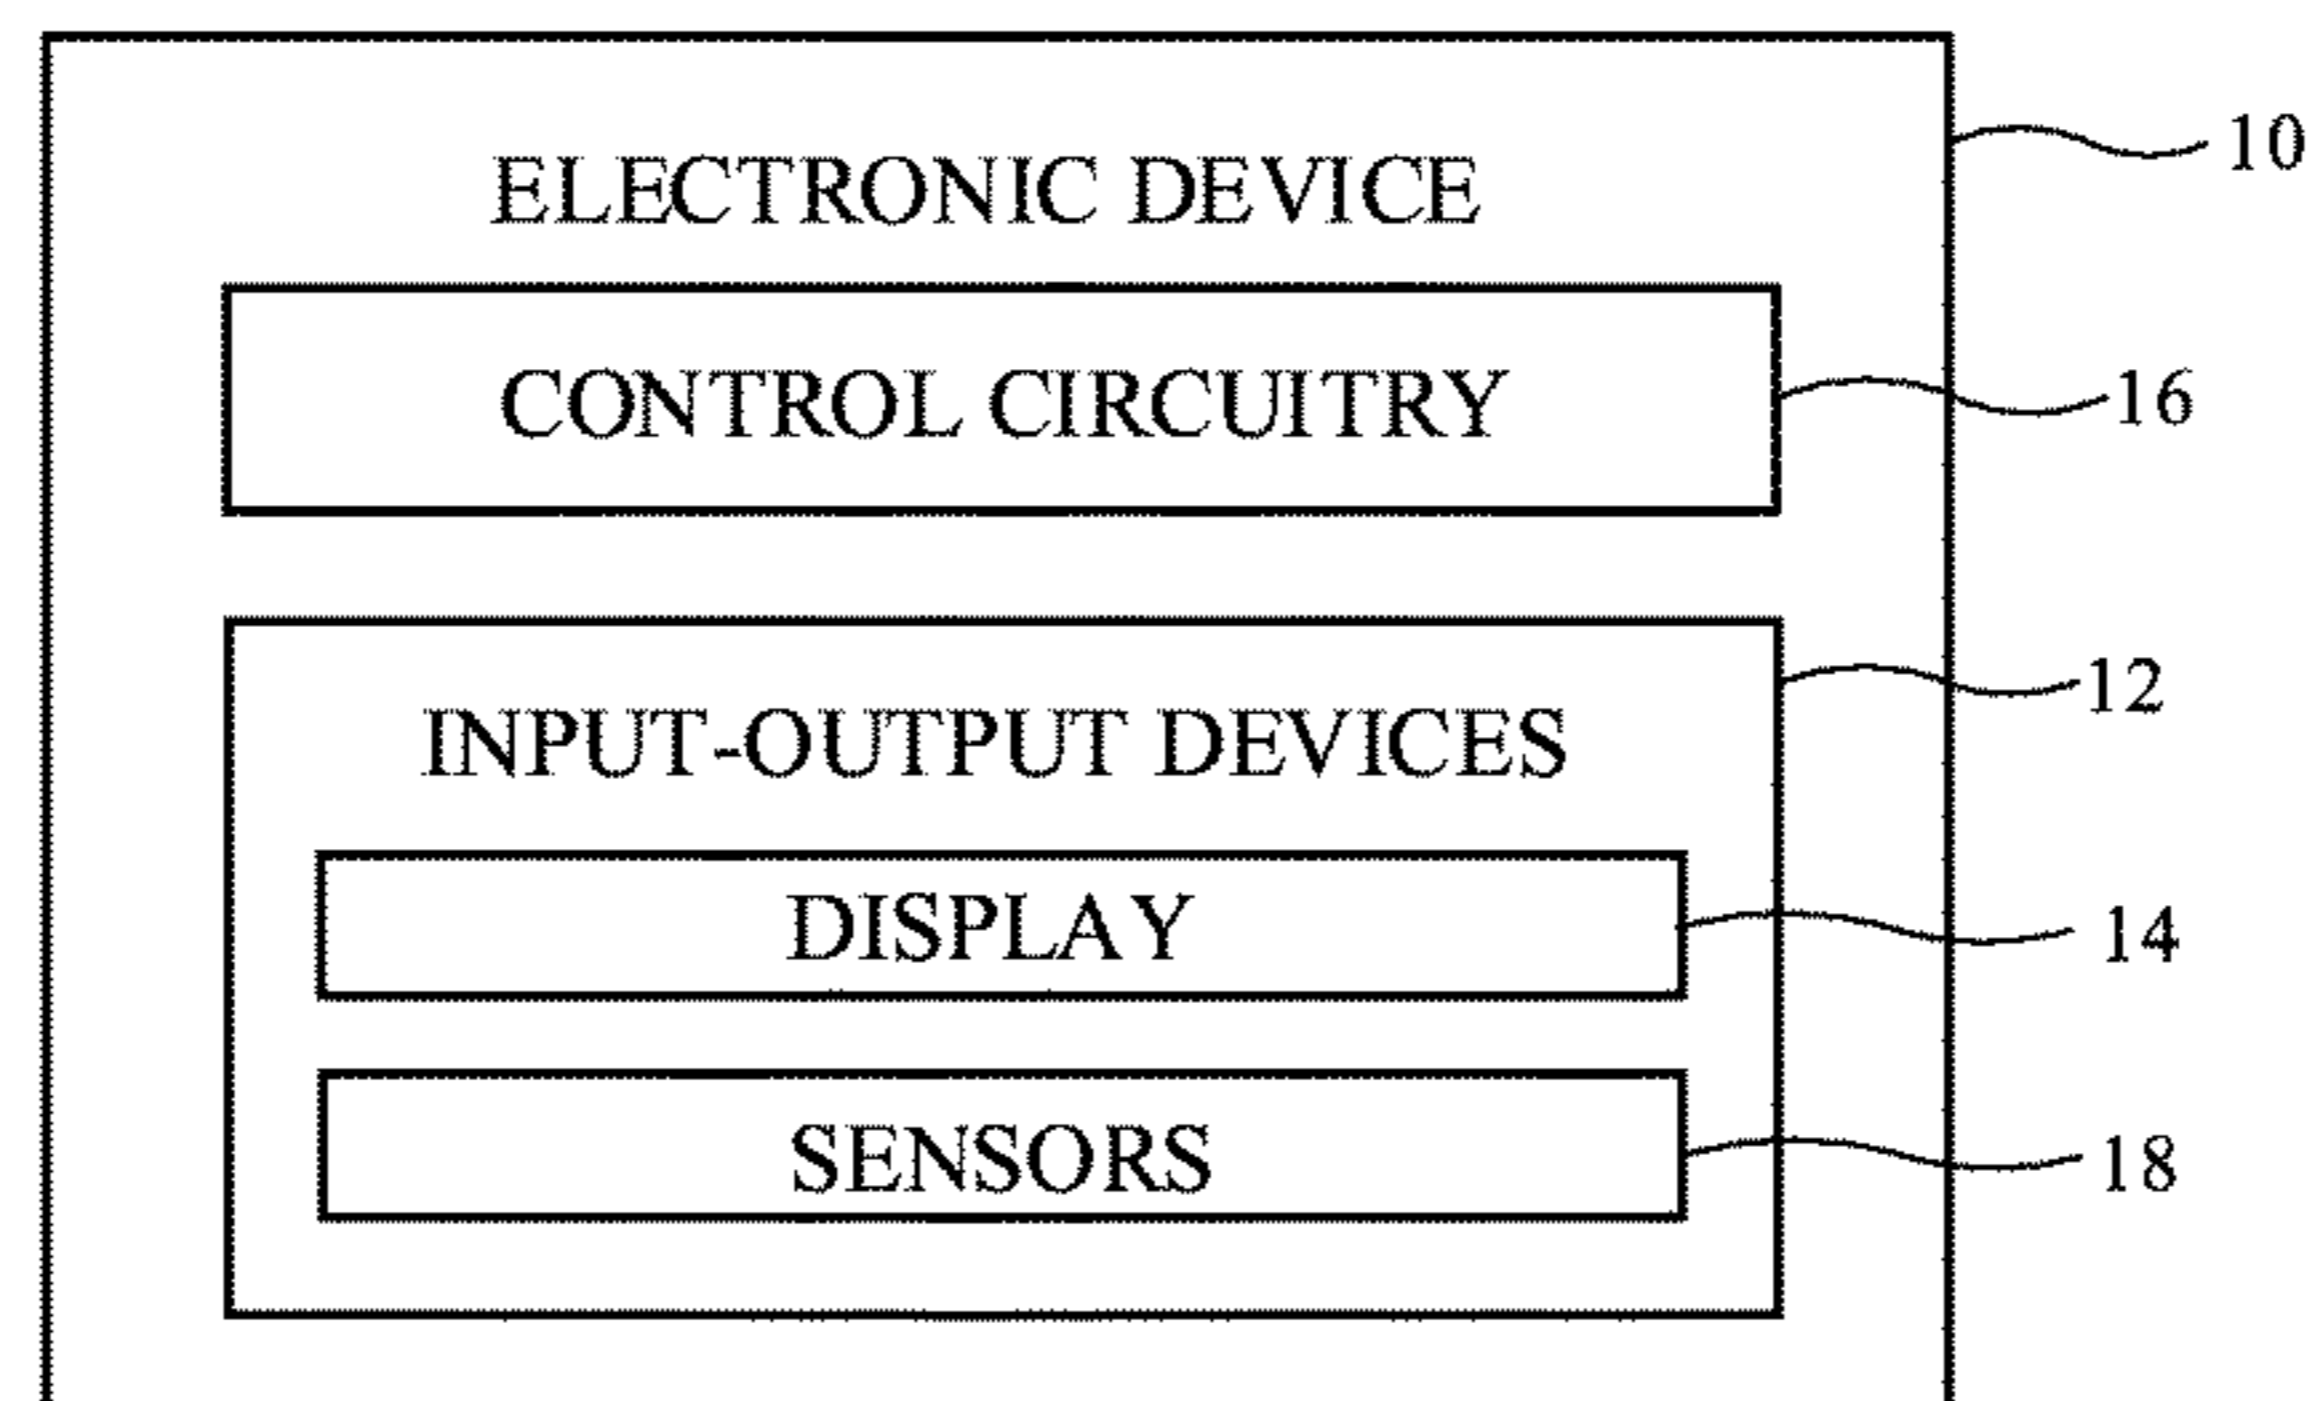 ELECTRONIC DEVICE
10
CONTROL CIRCUITRY
16
INPUT-OUTPUT DEVICES
12
DISPLAY
14
SENSORS
18